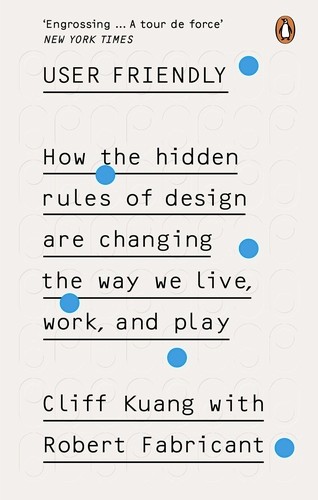 ‘Engrossing ... A tour de force’
NEW YORK TIMES
USER FRIENDLY
How the hidden
rules of design
are changing
the way we live,
work, and play
Cliff Kuang with
Robert Fabricant